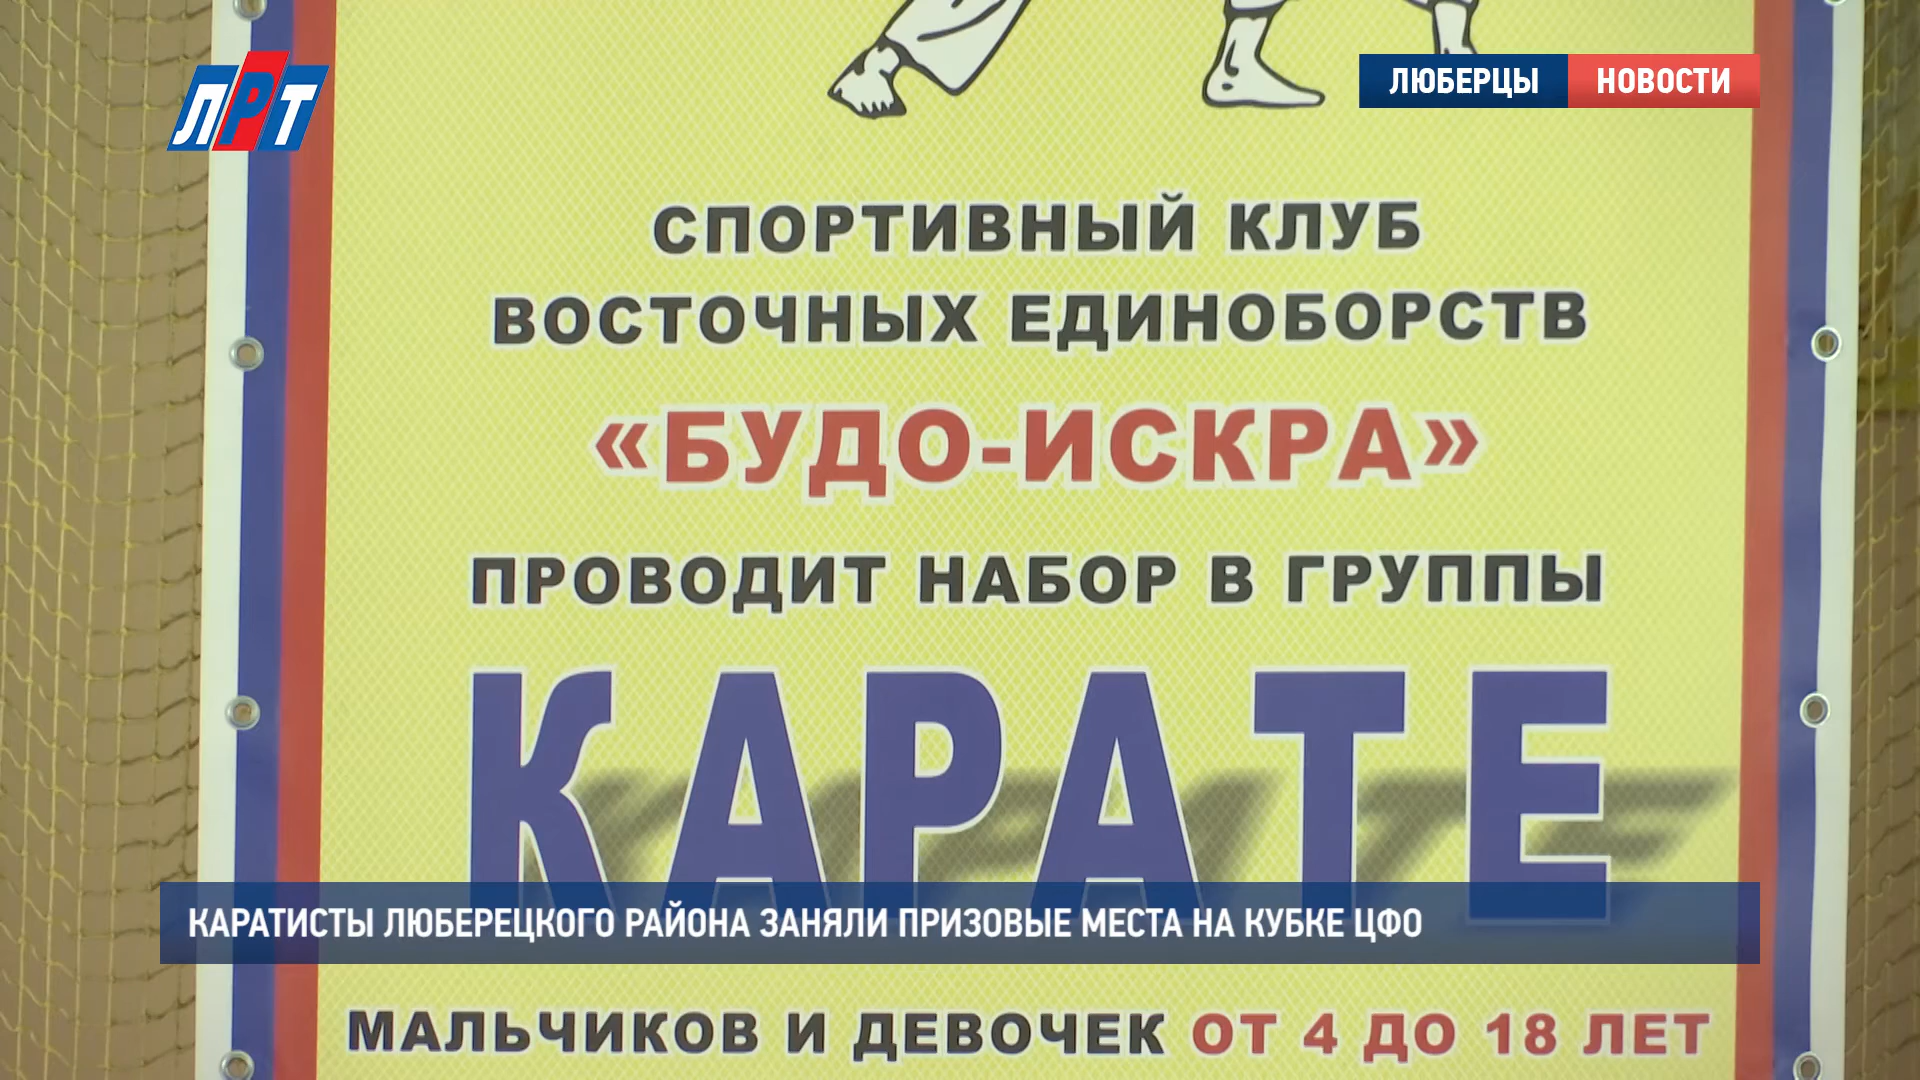 ЛРТ
ЛЮБЕРЦЫ НОВОСТИ
СПОРТИВНЫЙ КЛУБ
ВОСТОЧНЫХ ЕДИНОБОРСТВ
«БУДО-ИСКРА»
ПРОВОДИТ НАБОР В ГРУППЫ
КАРАТЕ
КАРАТИСТЫ ЛЮБЕРЕЦКОГО РАЙОНА ЗАНЯЛИ ПРИЗОВЫЕ МЕСТА НА КУБКЕ ЦФО
МАЛЬЧИКОВ И ДЕВОЧЕК ОТ 4 ДО 18 ЛЕТ